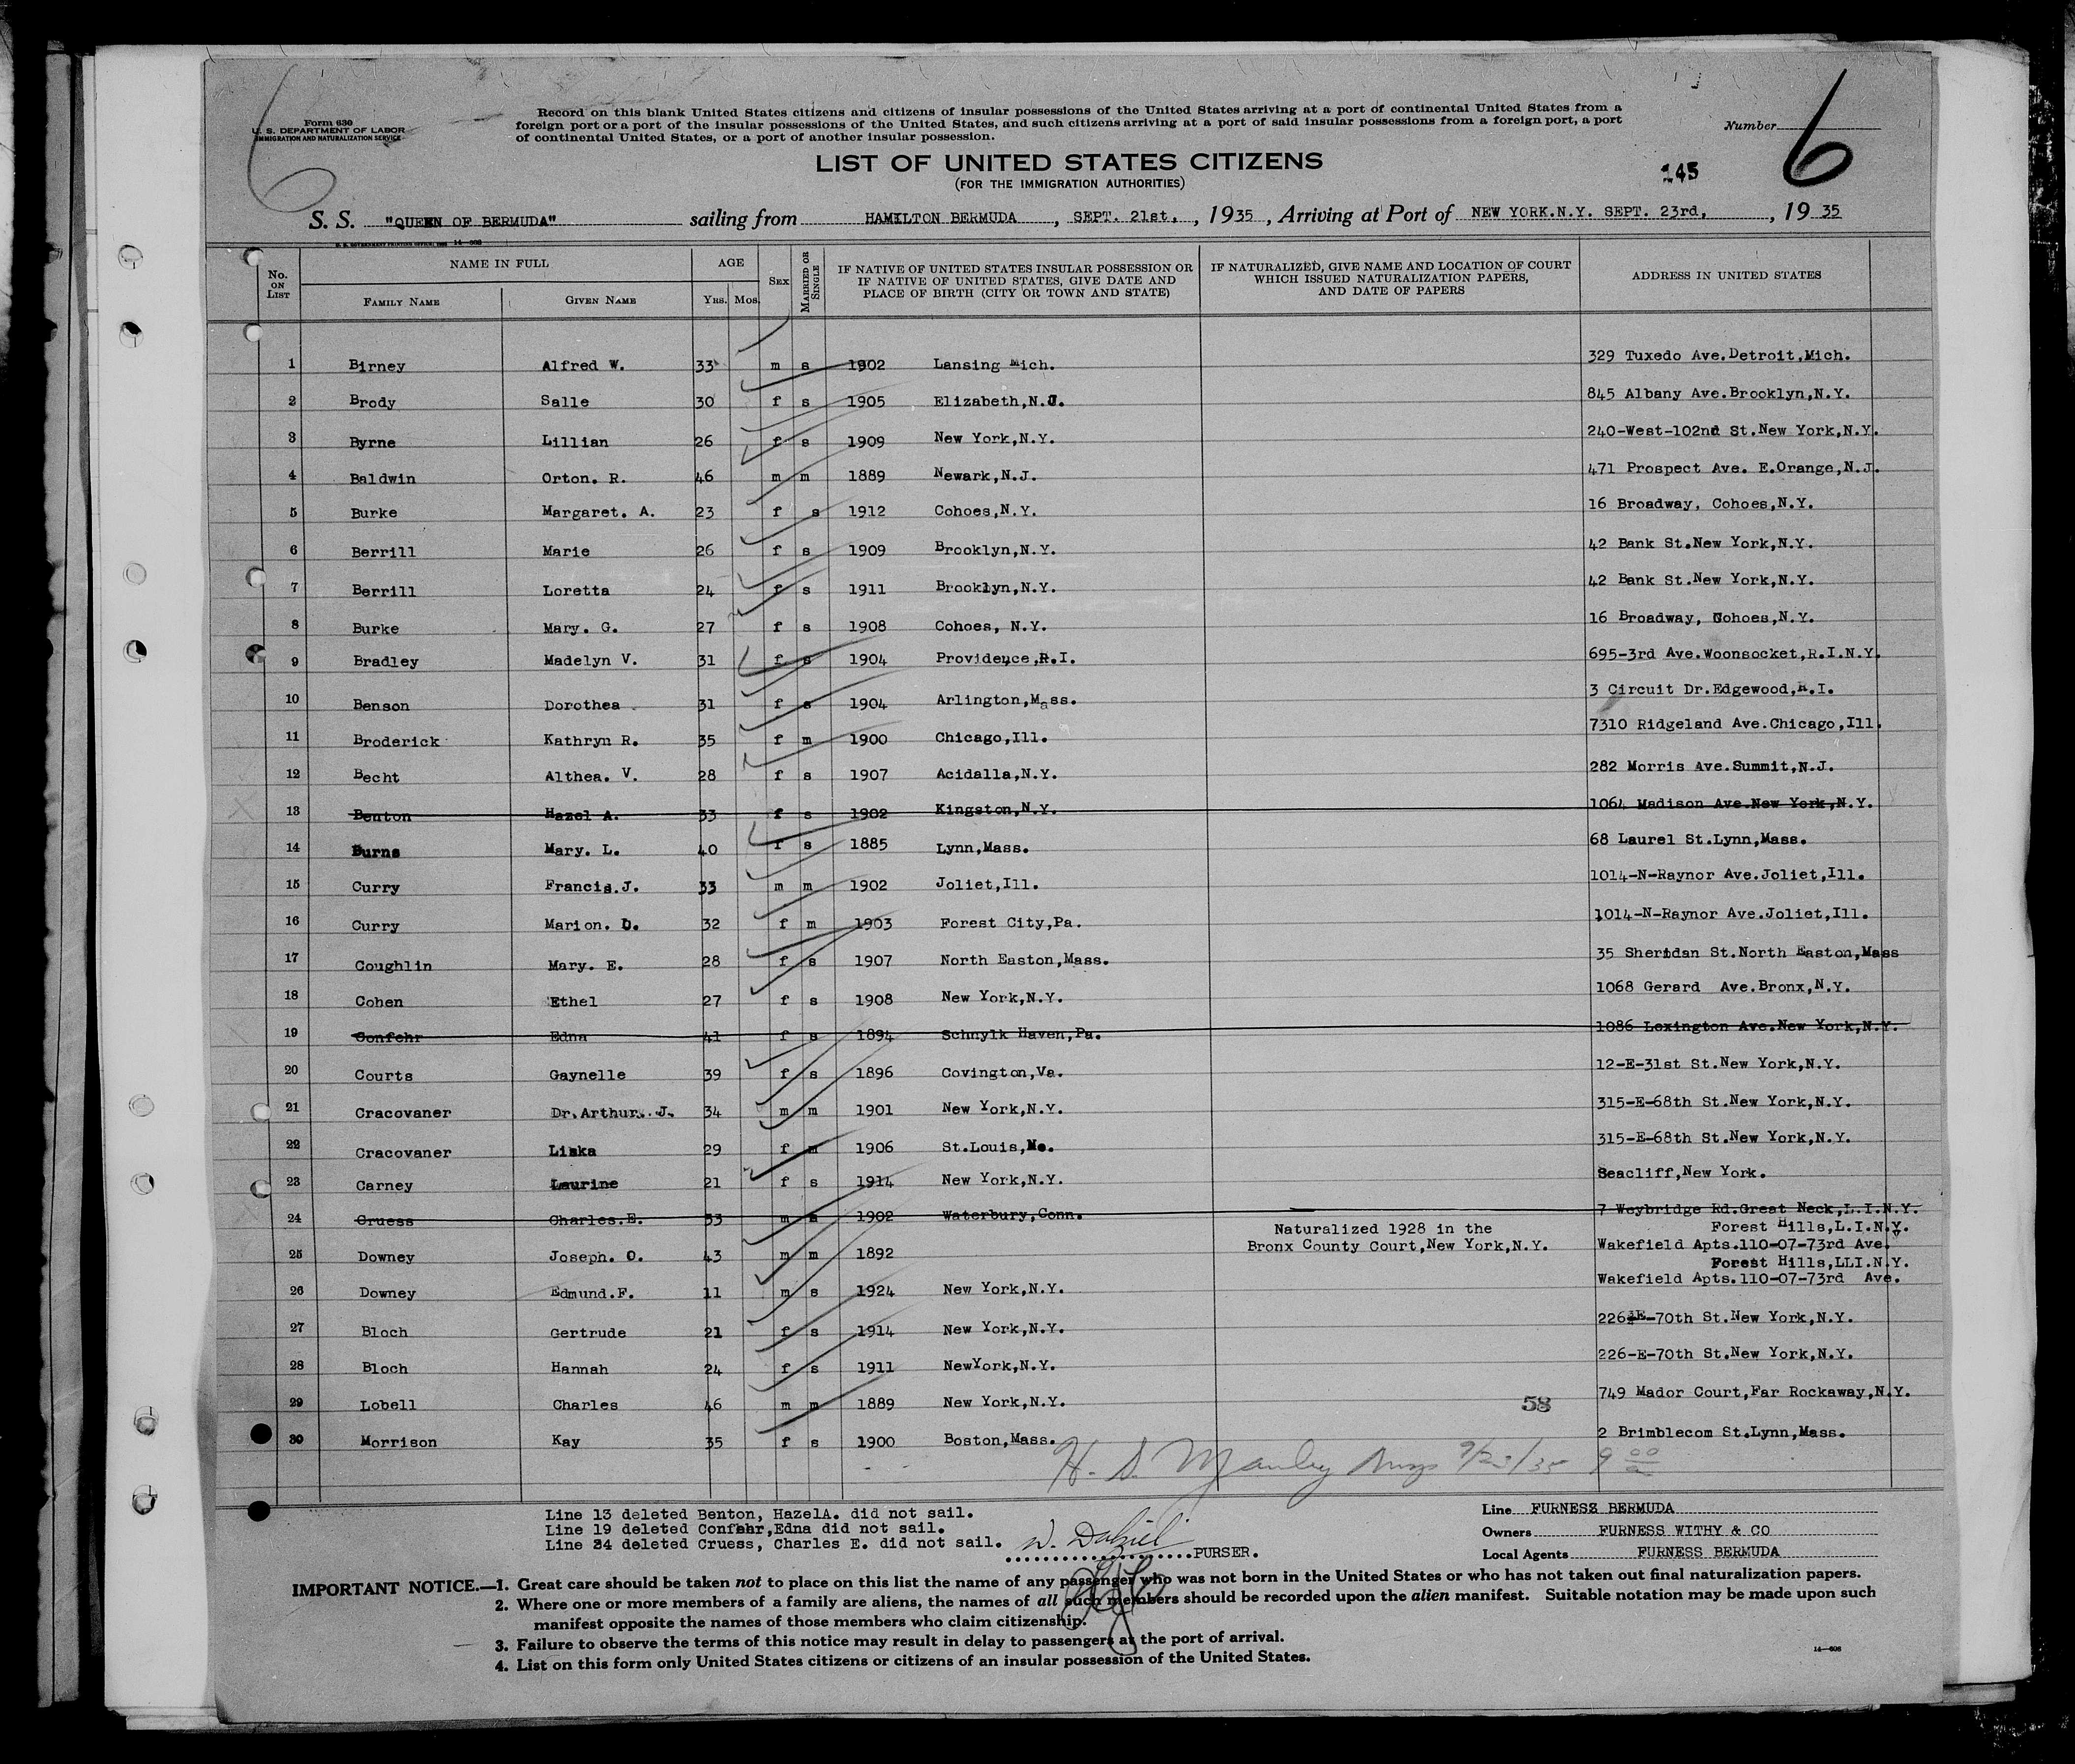 Form 630
U. S. DEPARTMENT OF LABOR
IMMIGRATION AND NATURALIZATION SERVICE
6
Record on this blank United States citizens and citizens of insular possessions of the United States arriving at a port of continental United States from a
foreign port or a port of the insular possessions of the United States, and such citizens arriving at a port of said insular possessions from a foreign port, a port
of continental United States, or a port of another insular possession.
Number 6
LIST OF UNITED STATES CITIZENS
(FOR THE IMMIGRATION AUTHORITIES)
145
S. S. "QUEEN OF BERMUDA" sailing from HAMILTON BERMUDA, SEPT. 21st, , 1935, Arriving at Port of NEW YORK.N.Y. SEPT. 23rd, , 19 35
No. ON LIST NAME IN FULL AGE SEX MARRIED OR SINGLE IF NATIVE OF UNITED STATES INSULAR POSSESSION OR IF NATIVE OF UNITED STATES, GIVE DATE AND PLACE OF BIRTH (CITY OR TOWN AND STATE) IF NATURALIZED, GIVE NAME AND LOCATION OF COURT WHICH ISSUED NATURALIZATION PAPERS, AND DATE OF PAPERS ADDRESS IN UNITED STATES
FAMILY NAME GIVEN NAME YRS. MOS.
1 Birney Alfred W. 33 m s 1902 Lansing Mich. 329 Tuxedo Ave.Detroit,Mich.
2 Brody Salle 30 f s 1905 Elizabeth,N.J. 845 Albany Ave.Brooklyn,N.Y.
3 Byrne Lillian 26 f s 1909 New York,N.Y. 240-West-102nd St.New York,N.Y.
4 Baldwin Orton. R. 46 m m 1889 Newark,N.J. 471 Prospect Ave. E.Orange,N.J.
5 Burke Margaret. A. 23 f s 1912 Cohoes,N.Y. 16 Broadway, Cohoes,N.Y.
6 Berrill Marie 26 f s 1909 Brooklyn,N.Y. 42 Bank St.New York,N.Y.
7 Berrill Loretta 24 f s 1911 Brooklyn,N.Y. 42 Bank St.New York,N.Y.
8 Burke Mary. G. 27 f s 1908 Cohoes, N.Y. 16 Broadway, Cohoes,N.Y.
9 Bradley Madelyn V. 31 f s 1904 Providence,R.I. 695-3rd Ave.Woonsocket,R.I.N.Y.
10 Benson Dorothea 31 f s 1904 Arlington,Mass. 3 Circuit Dr.Edgewood,R.I.
11 Broderick Kathryn R. 35 f m 1900 Chicago,Ill. 7310 Ridgeland Ave.Chicago,Ill.
12 Becht Althea. V. 28 f s 1907 Acidalla,N.Y. 282 Morris Ave.Summit,N.J.
13 Benton Hazel A. 33 f s 1902 Kingston,N.Y. 1064 Madison Ave.New York,N.Y.
14 Burns Mary. L. 40 f s 1885 Lynn,Mass. 68 Laurel St.Lynn,Mass.
15 Curry Francis.J. 33 m m 1902 Joliet,Ill. 1014-N-Raynor Ave.Joliet,Ill.
16 Curry Marion. D. 32 f m 1903 Forest City,Pa. 1014-N-Raynor Ave.Joliet,Ill.
17 Coughlin Mary. E. 28 f s 1907 North Easton,Mass. 35 Sheridan St.North Easton,Mass
18 Cohen Ethel 27 f s 1908 New York,N.Y. 1068 Gerard Ave.Bronx,N.Y.
19 Confehr Edna 41 f s 1894 Schnylk Haven,Pa. 1086 Lexington Ave.New York,N.Y.
20 Courts Gaynelle 39 f s 1896 Covington,Va. 12-E-31st St.New York,N.Y.
21 Cracovaner Dr.Arthur. J. 34 m m 1901 New York,N.Y. 315-E-68th St.New York,N.Y.
22 Cracovaner Liska 29 f m 1906 St.Louis,Mo. 315-E-68th St.New York,N.Y.
23 Carney Laurine 21 f s 1914 New York,N.Y. Seacliff,New York.
24 Cruess Charles.E. 33 m 1902 Waterbury,Conn. 7 Weybridge Rd.Great Neck,L.I.N.Y.
Naturalized 1928 in the Forest Hills,L.I.N.Y.
25 Downey Joseph. O. 43 m m 1892 Bronx County Court,New York,N.Y. Wakefield Apts.110-07-73rd Ave.
Forest Hills,LLI.N.Y.
26 Downey Edmund.F. 11 m s 1924 New York,N.Y. Wakefield Apts.110-07-73rd Ave.
27 Bloch Gertrude 21 f s 1914 New York,N.Y. 226-E-70th St.New York,N.Y.
28 Bloch Hannah 24 f s 1911 NewYork,N.Y. 226-E-70th St.New York,N.Y.
29 Lobell Charles 46 m m 1889 New York,N.Y. 58 749 Mador Court,Far Rockaway,N.Y.
30 Morrison Kay 35 f s 1900 Boston,Mass. 2 Brimblecom St.Lynn,Mass.
H. S. Manley 9/23/35 9 00
Line 13 deleted Benton, HazelA. did not sail.
Line 19 deleted Confehr,Edna did not sail.
Line 24 deleted Cruess, Charles E. did not sail.
PURSER.
Line FURNESS BERMUDA
Owners FURNESS WITHY & CO
Local Agents FURNESS BERMUDA
IMPORTANT NOTICE.—1. Great care should be taken not to place on this list the name of any passenger who was not born in the United States or who has not taken out final naturalization papers.
2. Where one or more members of a family are aliens, the names of all such members should be recorded upon the alien manifest. Suitable notation may be made upon such
manifest opposite the names of those members who claim citizenship.
3. Failure to observe the terms of this notice may result in delay to passengers at the port of arrival.
4. List on this form only United States citizens or citizens of an insular possession of the United States.